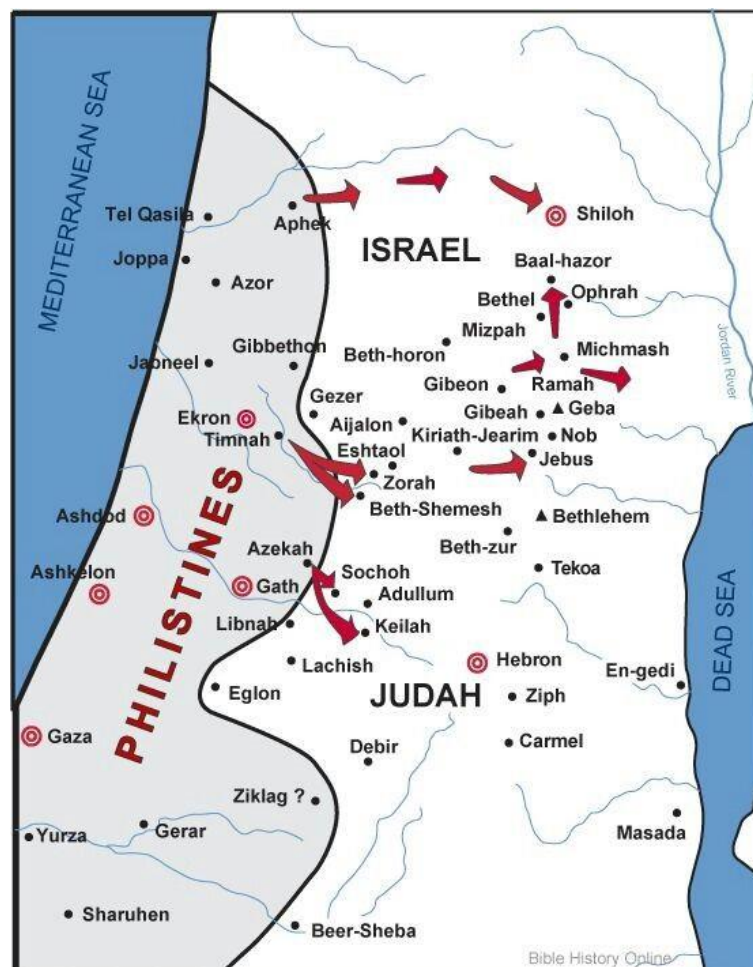 MEDITERRANEAN SEA
Tel Qasila
Aphek
Shiloh
Joppa
ISRAEL
Azor
Baal-hazor
Bethel
Ophrah
Mizpah
Jordan River
Jabneel
Gibbethon
Beth-horon
Michmash
Gibeon
Ramah
Gezer
Gibeah
Geba
Ekron
Aijalon
Timnah
Kiriath-Jearim
Nob
Eshtaol
Jebus
Zorah
Beth-Shemesh
Ashdod
Bethlehem
PHILISTINES
Beth-zur
Azekah
Ashkelon
Gath
Sochoh
Tekoa
Adullum
Libnah
Keilah
Lachish
Hebron
En-gedi
DEAD SEA
Eglon
JUDAH
Ziph
Gaza
Debir
Carmel
Ziklag ?
Yurza
Gerar
Masada
Sharuhen
Beer-Sheba
Bible History Online